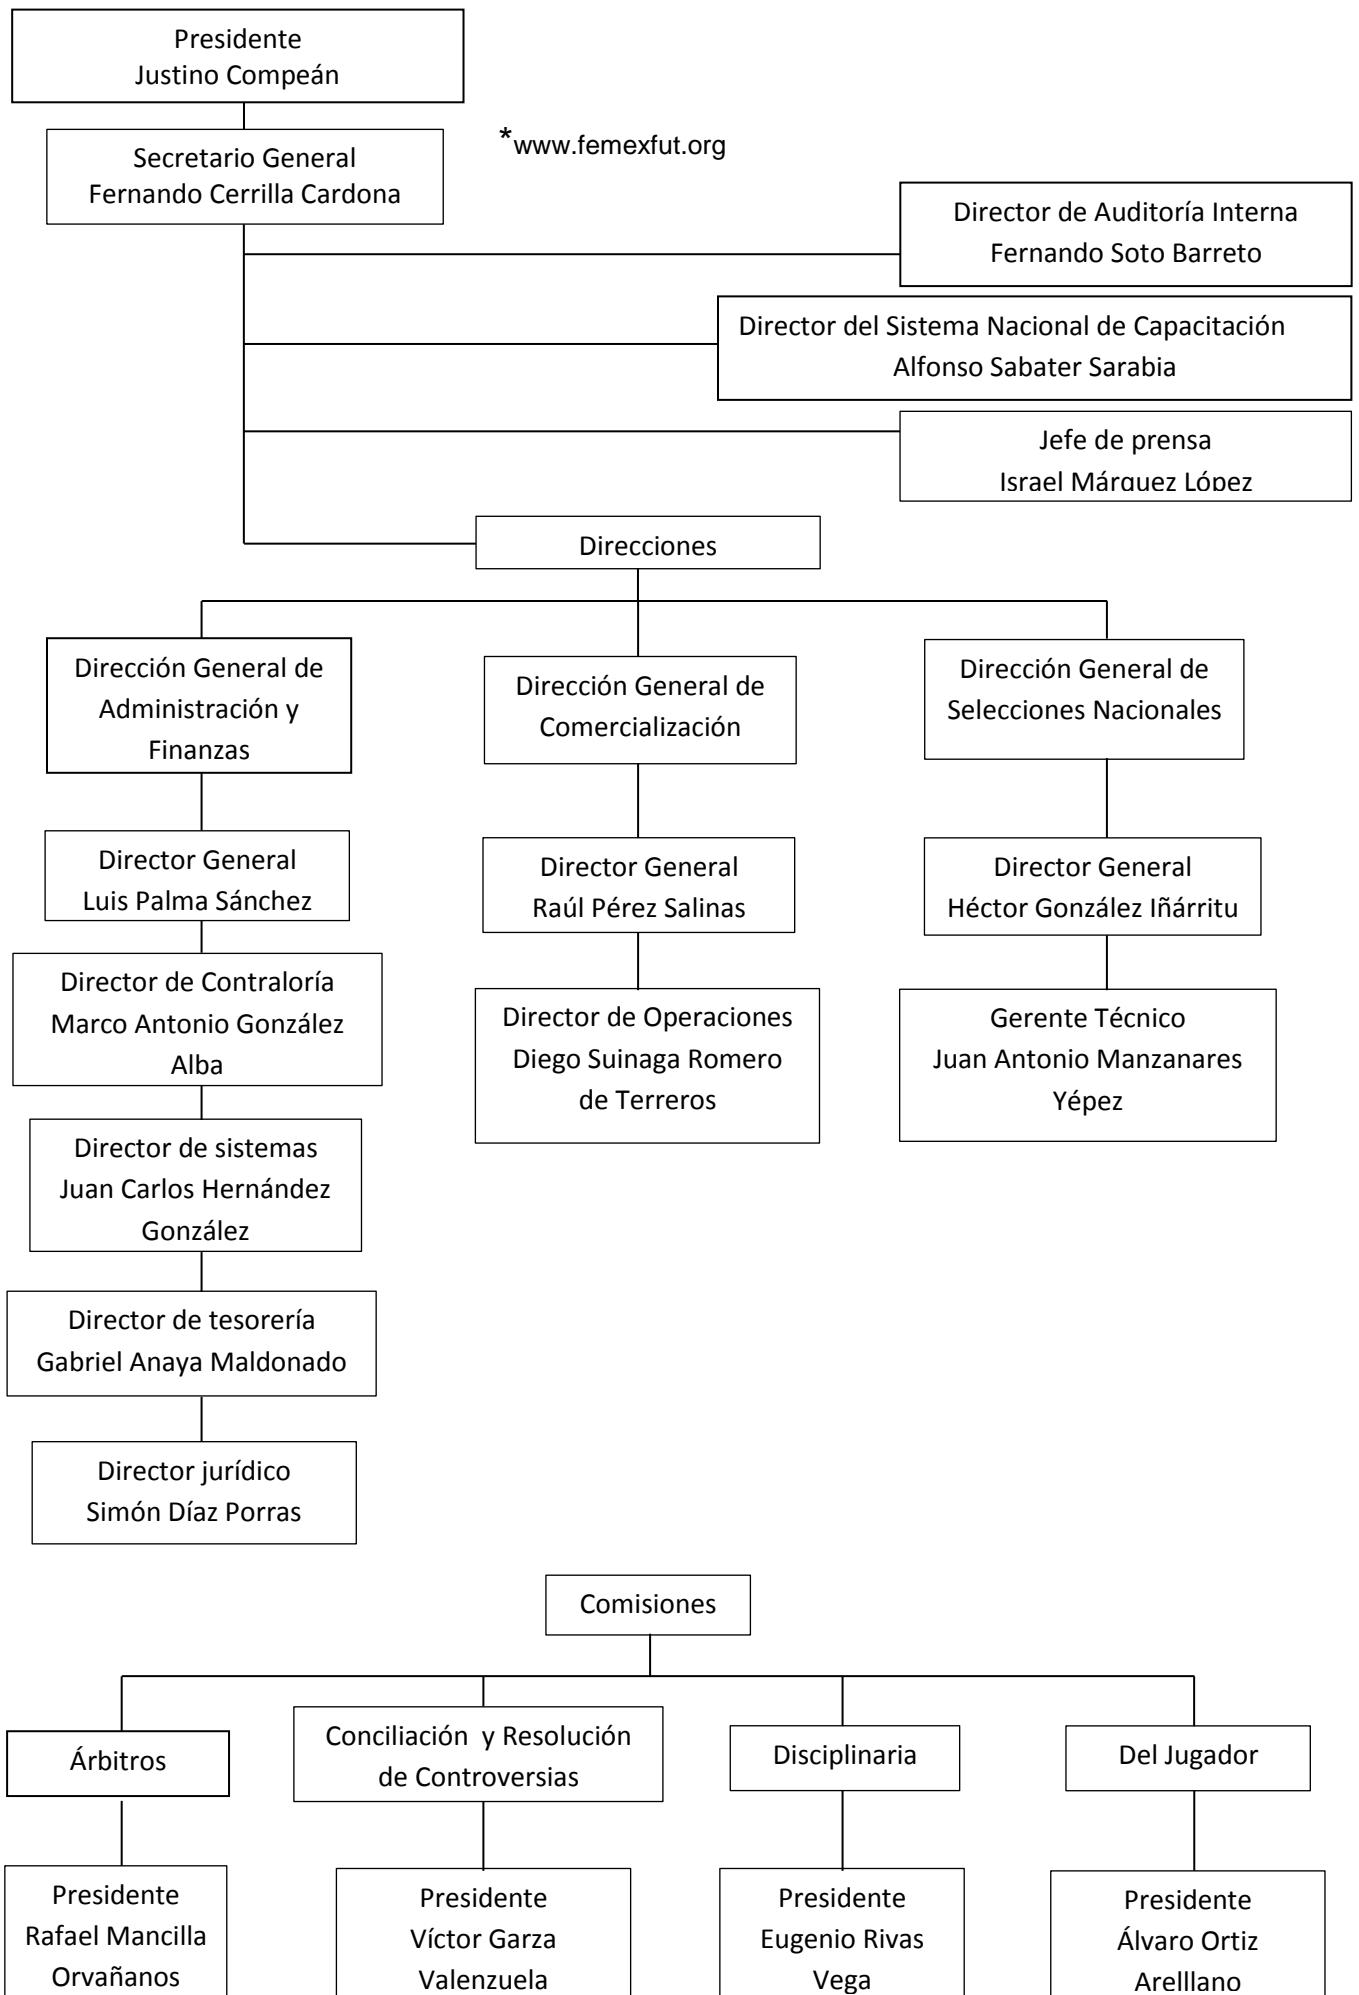 Presidente
Justino Compeán
Secretario General
Fernando Cerrilla Cardona
*www.femexfut.org
Director de Auditoría Interna
Fernando Soto Barreto
Director del Sistema Nacional de Capacitación
Alfonso Sabater Sarabia
Jefe de prensa
Israel Márquez López
Direcciones
Dirección General de
Administración y
Finanzas
Dirección General de
Comercialización
Dirección General de
Selecciones Nacionales
Director General
Luis Palma Sánchez
Director General
Raúl Pérez Salinas
Director General
Héctor González Iñárritu
Director de Contraloría
Marco Antonio González
Alba
Director de Operaciones
Diego Suinaga Romero
de Terreros
Gerente Técnico
Juan Antonio Manzanares
Yépez
Director de sistemas
Juan Carlos Hernández
González
Director de tesorería
Gabriel Anaya Maldonado
Director jurídico
Simón Díaz Porras
Comisiones
Árbitros
Conciliación y Resolución
de Controversias
Disciplinaria
Del Jugador
Presidente
Rafael Mancilla
Orvañanos
Presidente
Víctor Garza
Valenzuela
Presidente
Eugenio Rivas
Vega
Presidente
Álvaro Ortiz
Arelllano